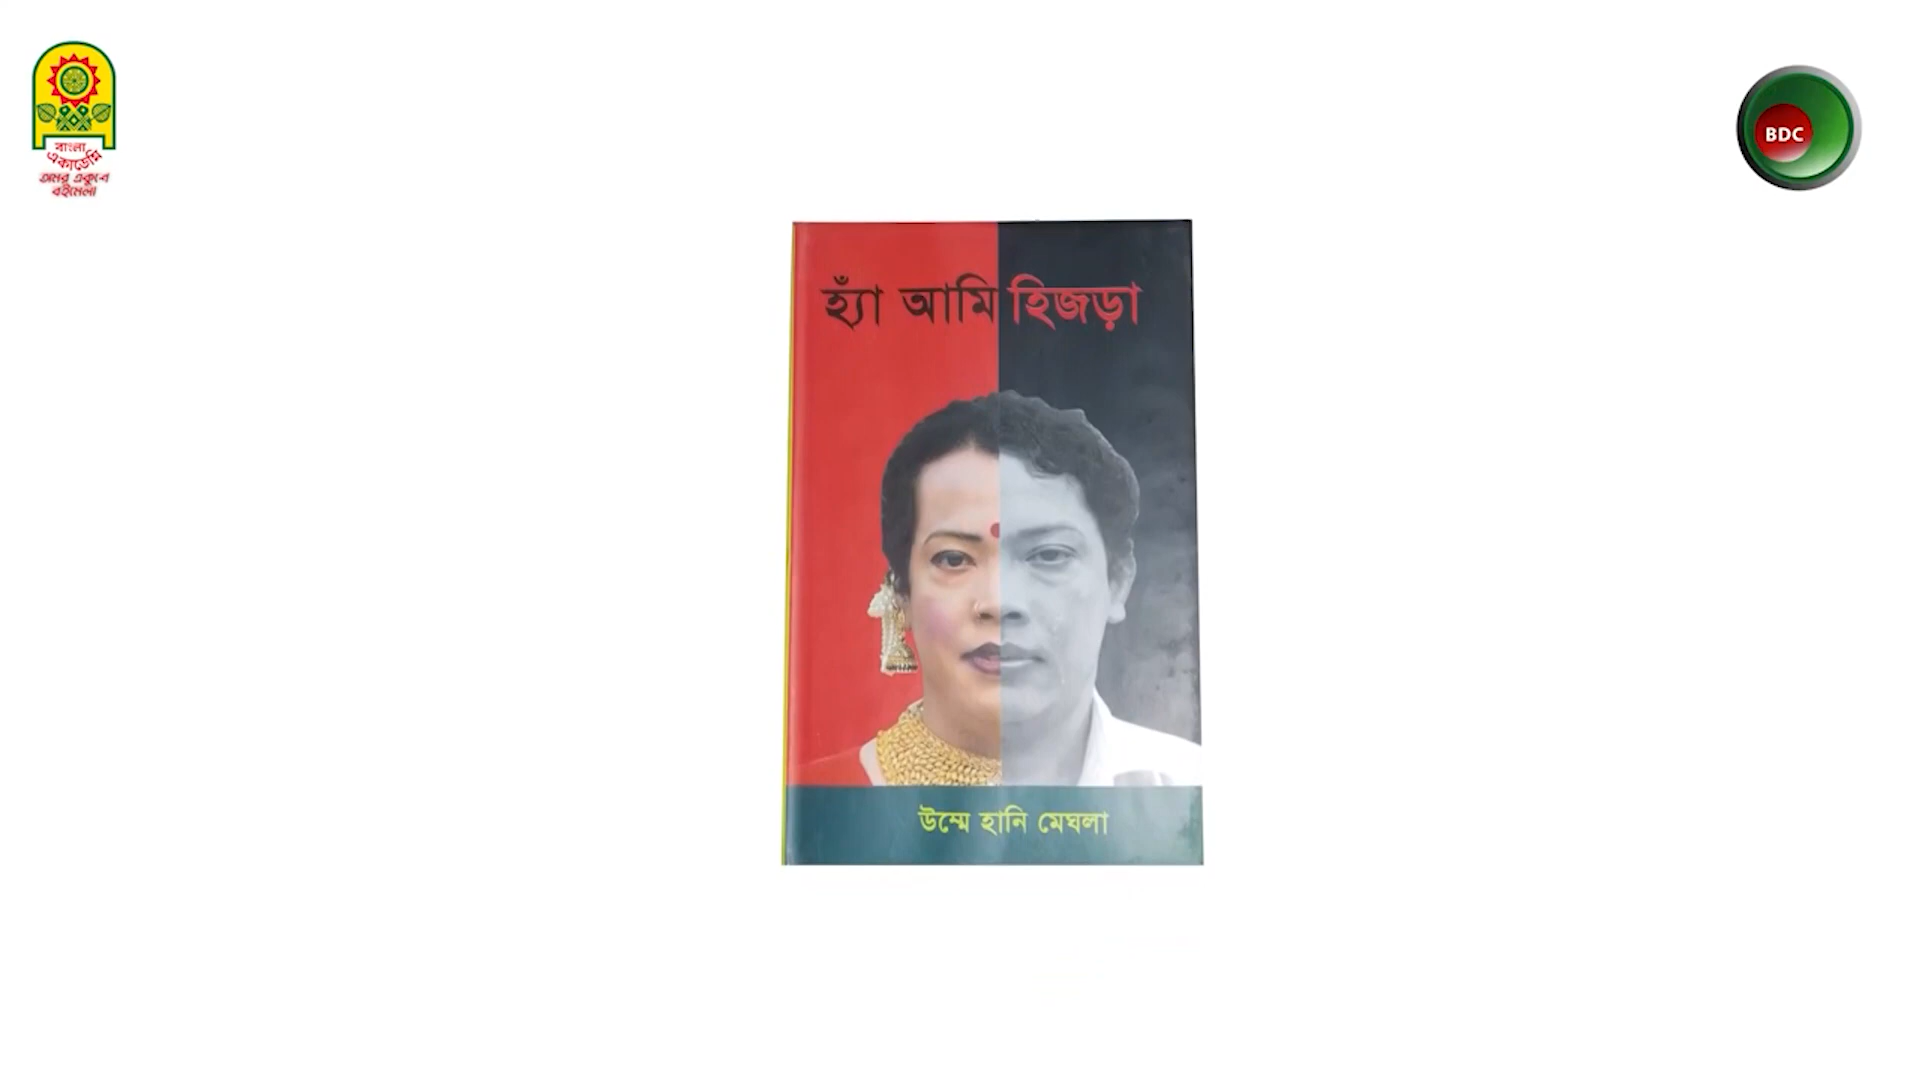 বাংলা
একাডেমি
অমর একুশে
বইমেলা
BDC
হ্যাঁ আমি হিজড়া
উম্মে হানি মেঘলা